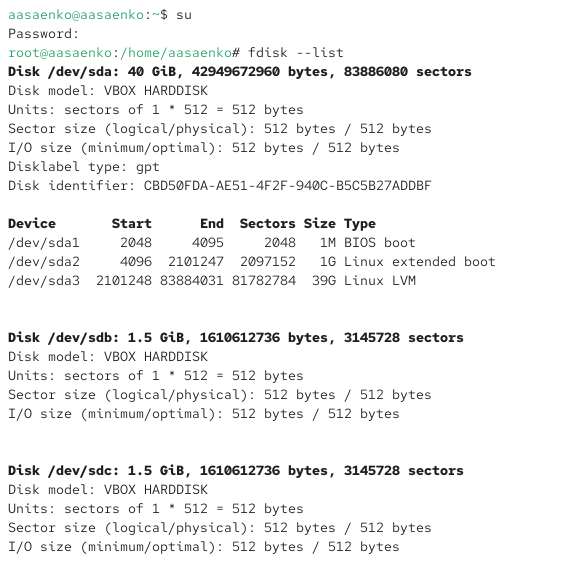 aasaenko@aasaenko:~$ su
Password:
root@aasaenko:/home/aasaenko# fdisk --list
Disk /dev/sda: 40 GiB, 42949672960 bytes, 83886080 sectors
Disk model: VBOX HARDDISK
Units: sectors of 1 * 512 = 512 bytes
Sector size (logical/physical): 512 bytes / 512 bytes
I/O size (minimum/optimal): 512 bytes / 512 bytes
Disklabel type: gpt
Disk identifier: CBD50FDA-AE51-4F2F-940C-B5C5B27ADDBF
Device       Start      End  Sectors Size Type
/dev/sda1     2048     4095     2048   1M BIOS boot
/dev/sda2     4096  2101247  2097152   1G Linux extended boot
/dev/sda3  2101248 83884031 81782784  39G Linux LVM
Disk /dev/sdb: 1.5 GiB, 1610612736 bytes, 3145728 sectors
Disk model: VBOX HARDDISK
Units: sectors of 1 * 512 = 512 bytes
Sector size (logical/physical): 512 bytes / 512 bytes
I/O size (minimum/optimal): 512 bytes / 512 bytes
Disk /dev/sdc: 1.5 GiB, 1610612736 bytes, 3145728 sectors
Disk model: VBOX HARDDISK
Units: sectors of 1 * 512 = 512 bytes
Sector size (logical/physical): 512 bytes / 512 bytes
I/O size (minimum/optimal): 512 bytes / 512 bytes